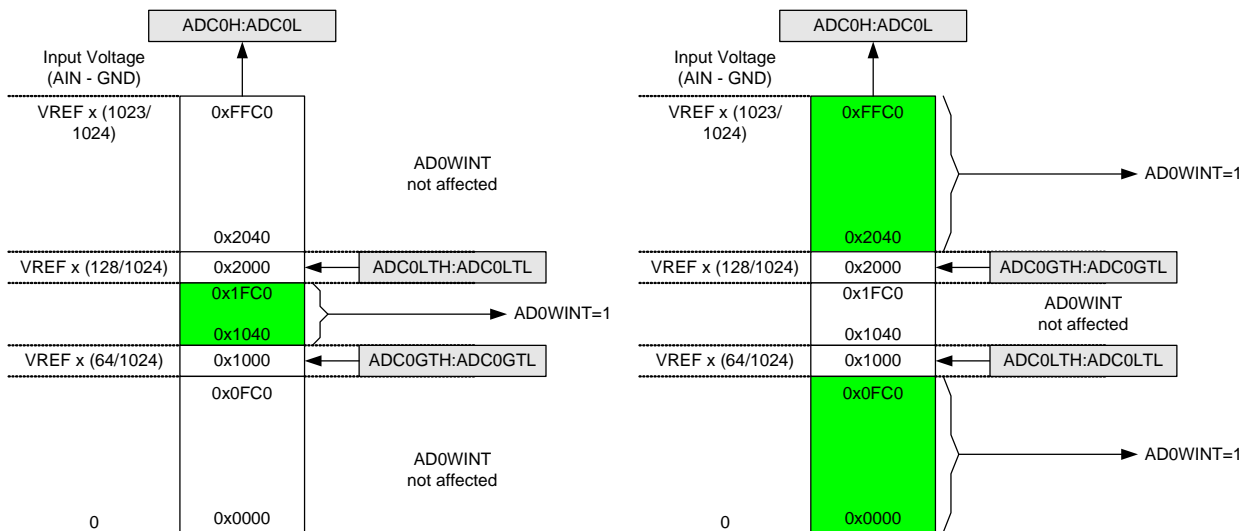 ADC0H:ADC0L
Input Voltage
(AIN - GND)
VREF x (1023/
1024)
0xFFC0
AD0WINT
not affected
0x2040
VREF x (128/1024)
0x2000
ADC0LTH:ADC0LTL
0x1FC0
AD0WINT=1
0x1040
VREF x (64/1024)
0x1000
ADC0GTH:ADC0GTL
0x0FC0
AD0WINT
not affected
0
0x0000
ADC0H:ADC0L
Input Voltage
(AIN - GND)
VREF x (1023/
1024)
0xFFC0
AD0WINT=1
0x2040
VREF x (128/1024)
0x2000
ADC0GTH:ADC0GTL
0x1FC0
AD0WINT
not affected
0x1040
VREF x (64/1024)
0x1000
ADC0LTH:ADC0LTL
0x0FC0
AD0WINT=1
0
0x0000